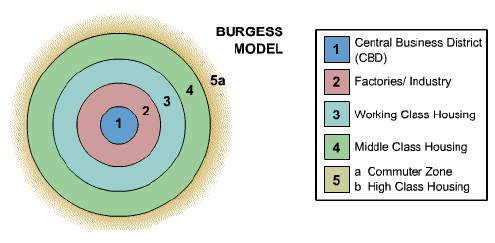 BURGESS
MODEL
1
2
3
4
5a
1 Central Business District
(CBD)
2 Factories/ Industry
3 Working Class Housing
4 Middle Class Housing
5 a Commuter Zone
b High Class Housing